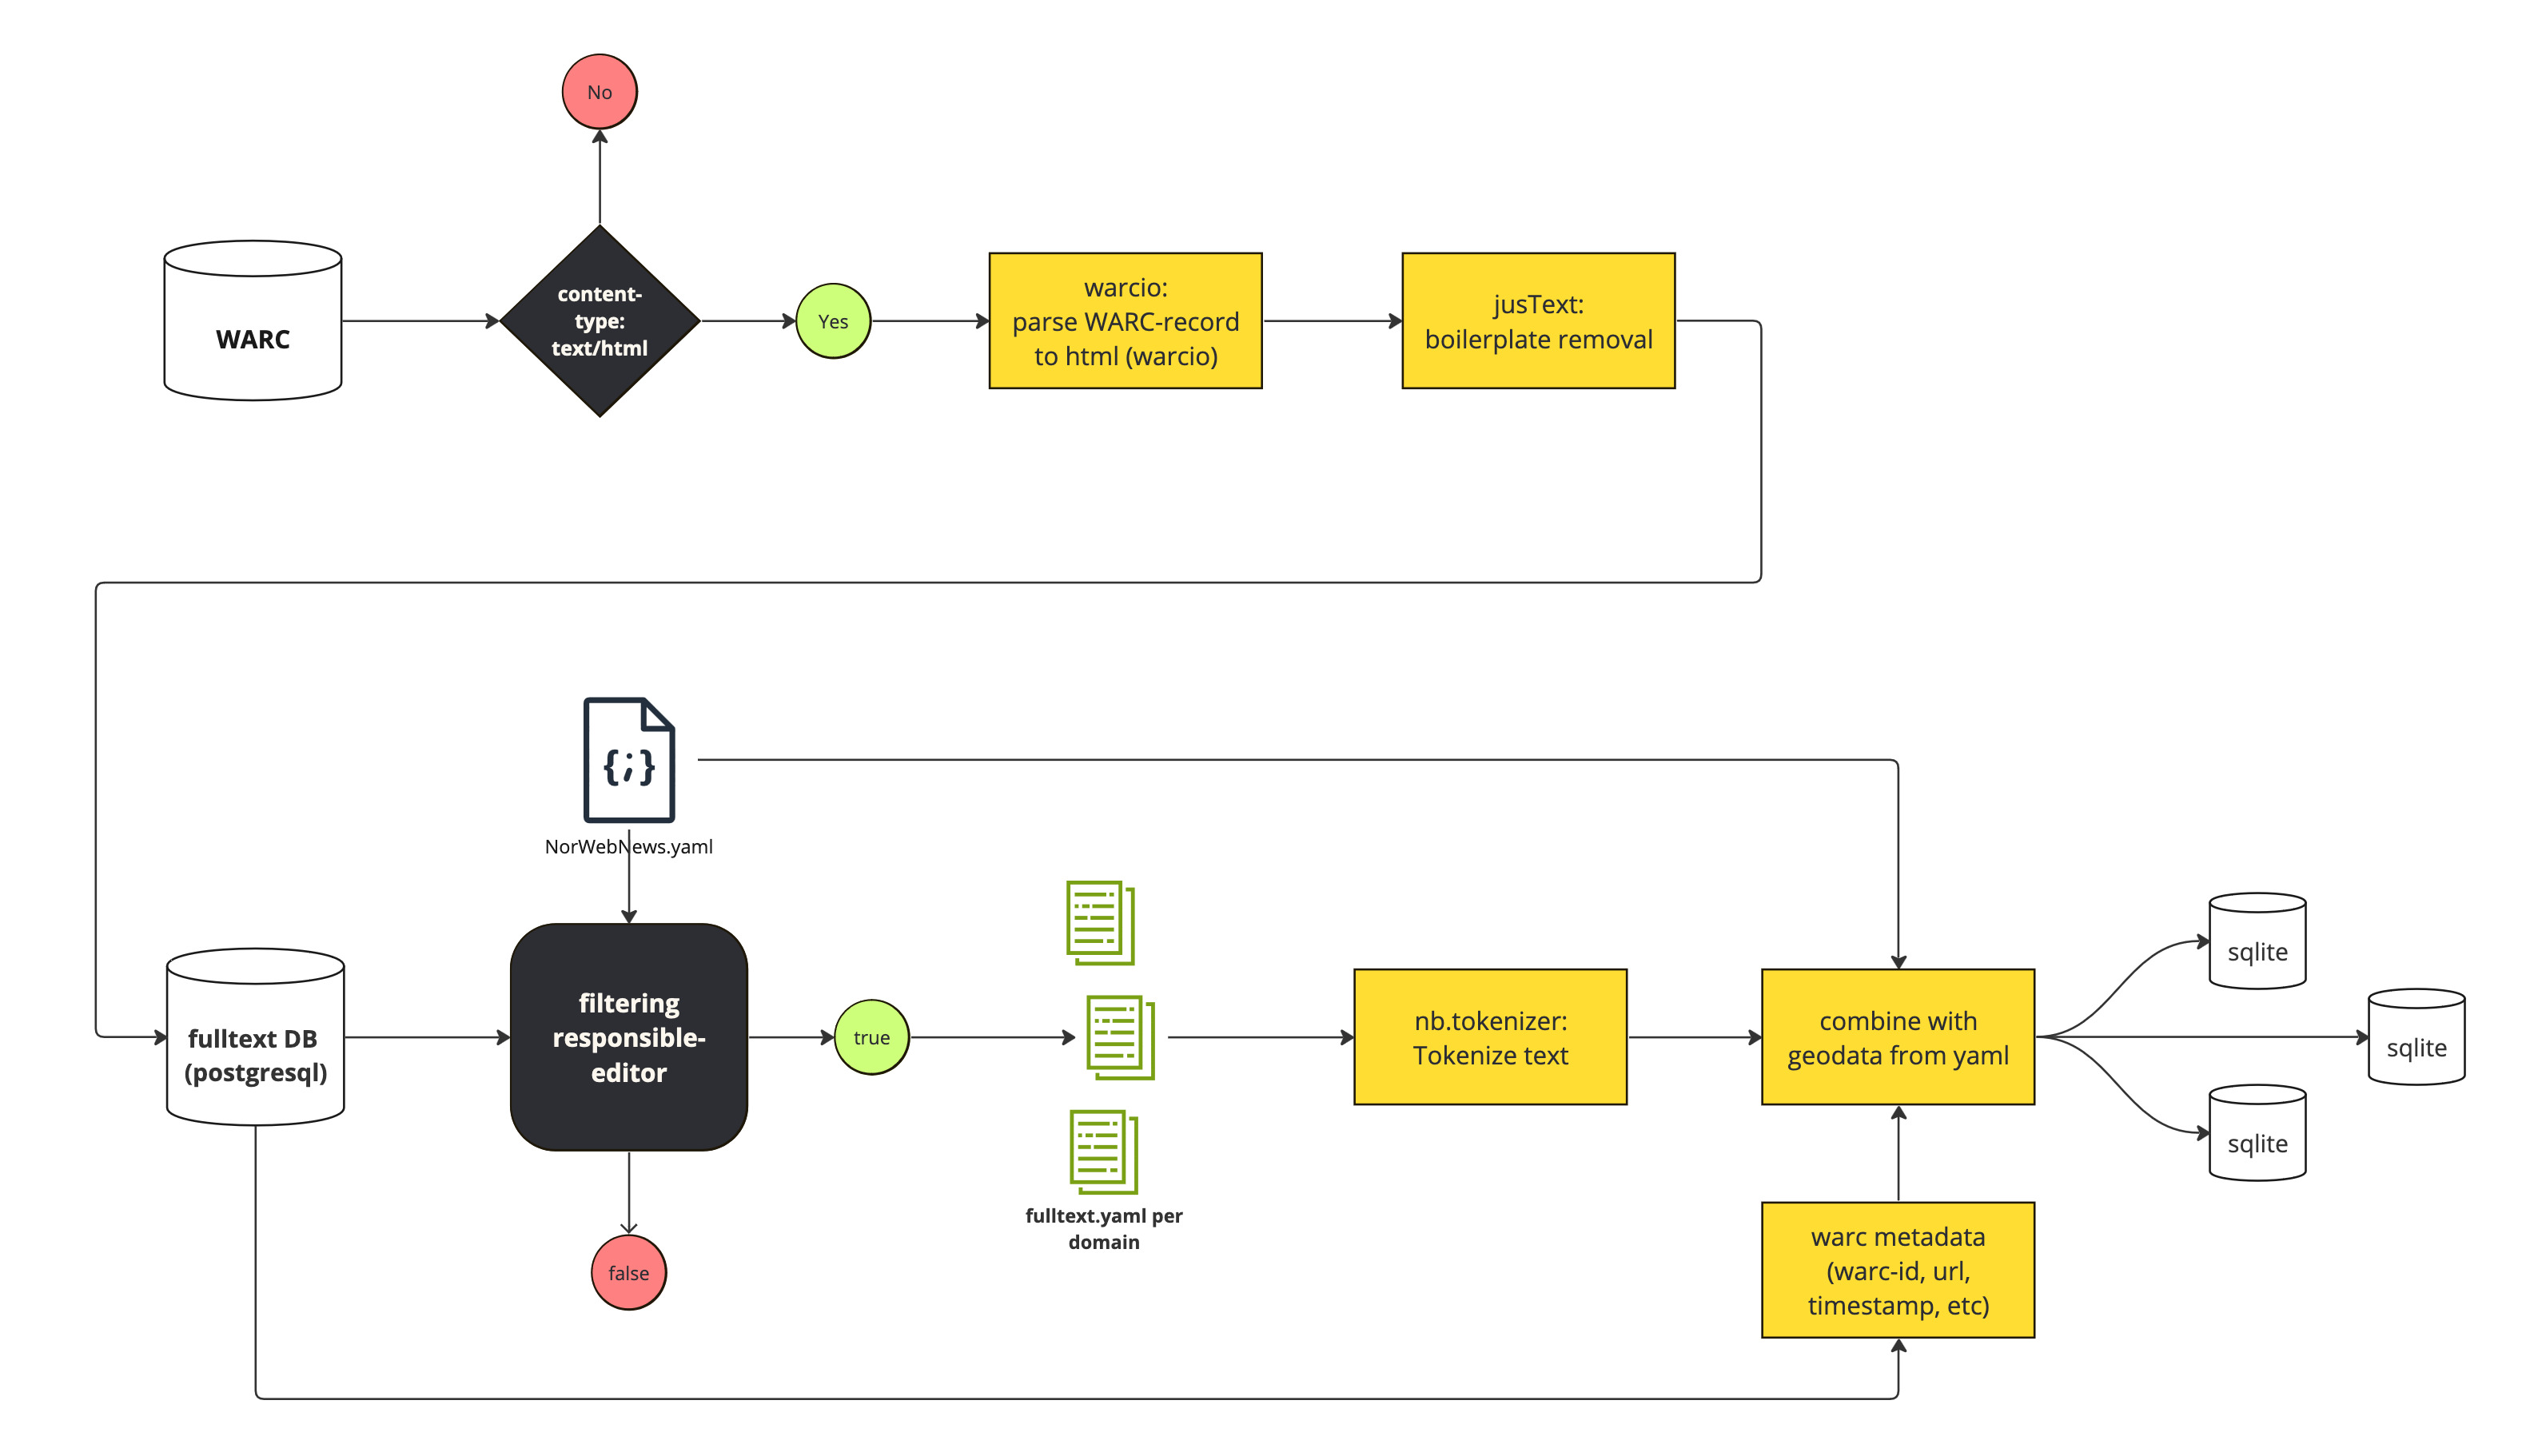 No
WARC
content-
type:
text/html
Yes
warcio:
parse WARC-record
to html (warcio)
jusText:
boilerplate removal
{;}
NorWebNews.yaml
fulltext DB
(postgresql)
filtering
responsible-
editor
true
false
fulltext.yaml per
domain
nb.tokenizer:
Tokenize text
combine with
geodata from yaml
warc metadata
(warc-id, url,
timestamp, etc)
sqlite
sqlite
sqlite